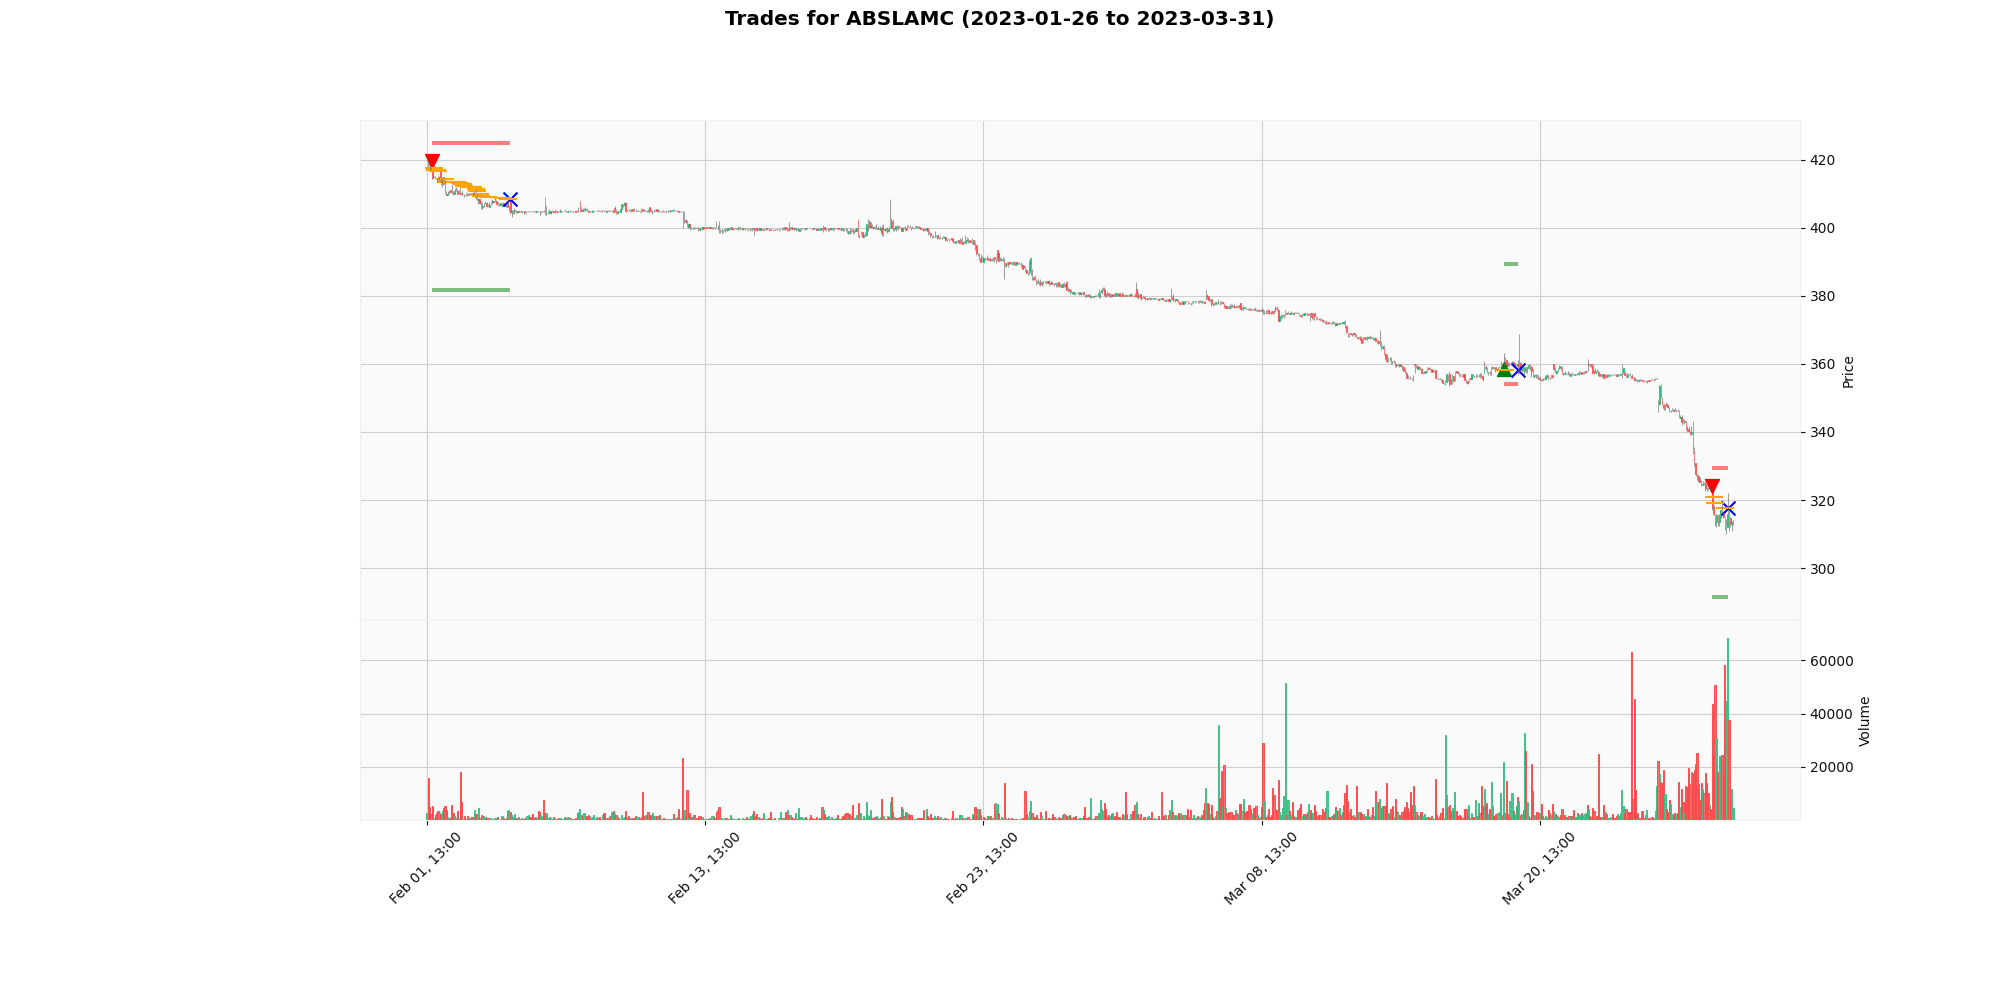 Trades for ABSLAMC (2023-01-26 to 2023-03-31)
420
400
380
360
340
320
300
Price
60000
40000
20000
Volume
Feb 01, 13:00
Feb 13, 13:00
Feb 23, 13:00
Mar 08, 13:00
Mar 20, 13:00